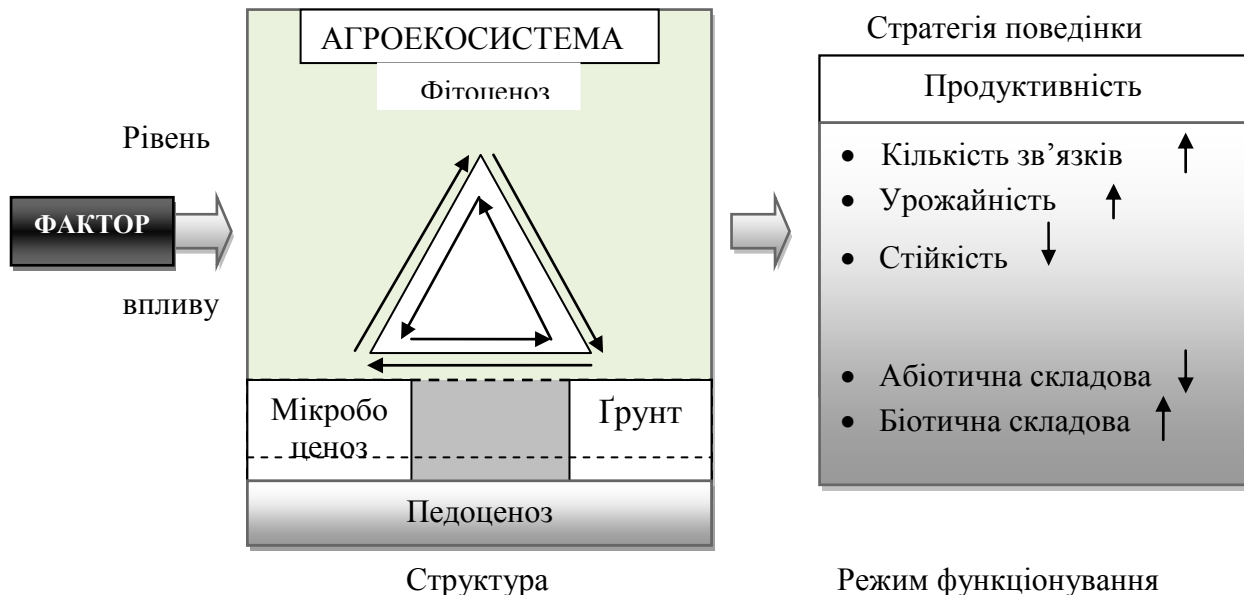 АГРОЕКОСИСТЕМА
Фітоценоз
Рівень
ФАКТОР
впливу
Мікробо
ценоз
Ґрунт
Педоценоз
Структура
Стратегія поведінки
Продуктивність
• Кількість зв’язків
• Урожайність
• Стійкість
• Абіотична складова
• Біотична складова
Режим функціонування